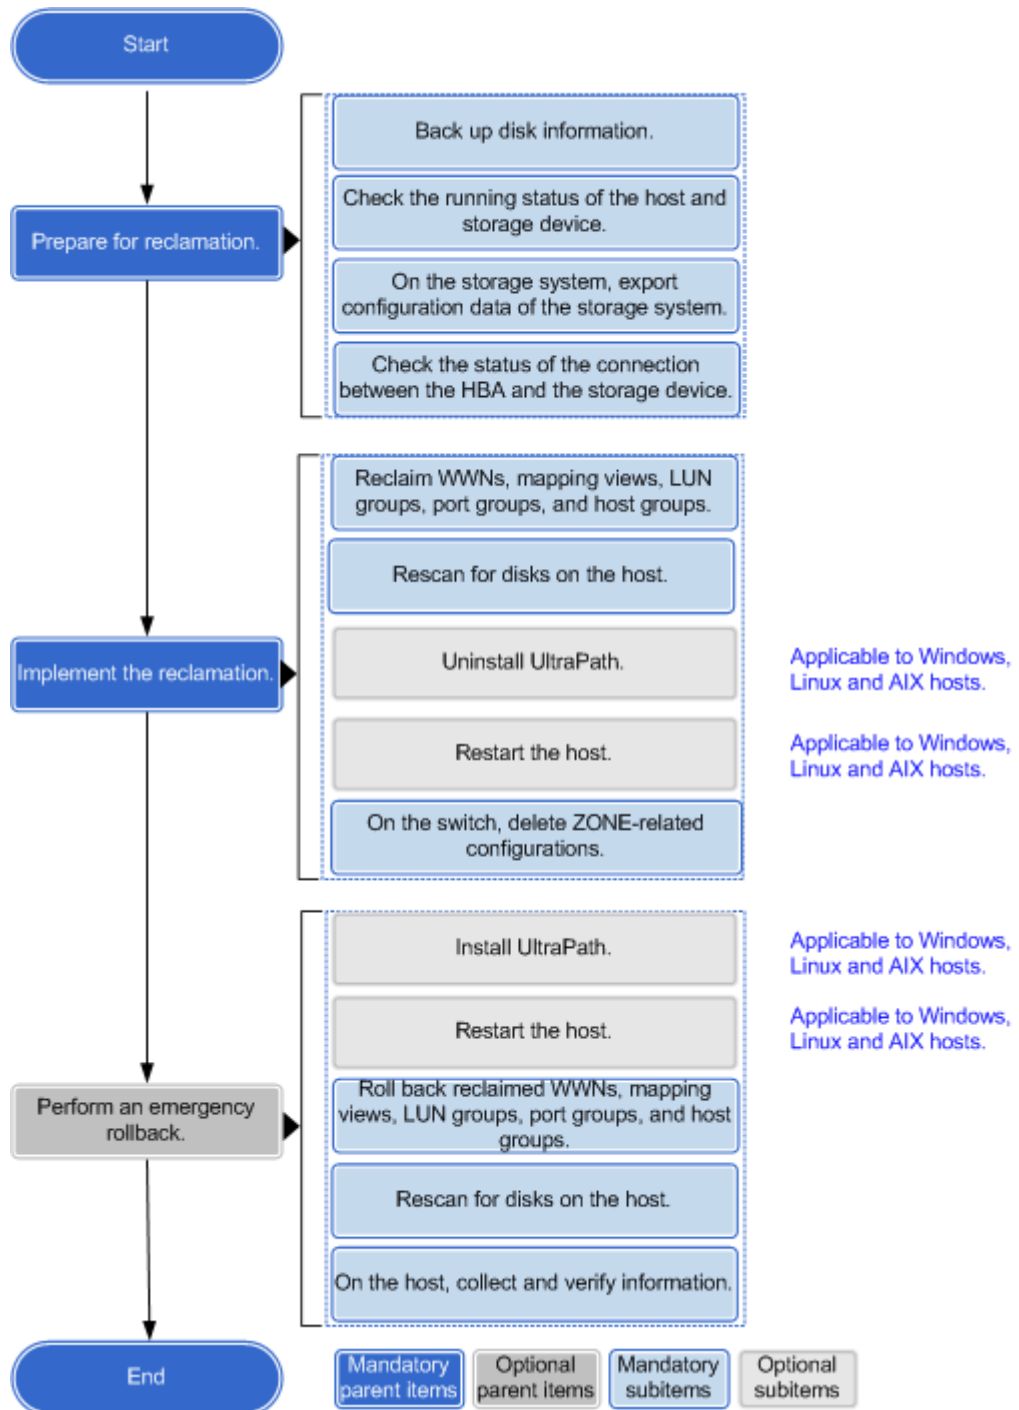 Start
Back up disk information.
Check the running status of the host and
storage device.
Prepare for reclamation.
On the storage system, export
configuration data of the storage system.
Check the status of the connection
between the HBA and the storage device.
Reclaim WWNs, mapping views, LUN
groups, port groups, and host groups.
Rescan for disks on the host.
Implement the reclamation.
Uninstall UltraPath.
Applicable to Windows,
Linux and AIX hosts.
Restart the host.
Applicable to Windows,
Linux and AIX hosts.
On the switch, delete ZONE-related
configurations.
Install UltraPath.
Applicable to Windows,
Linux and AIX hosts.
Restart the host.
Applicable to Windows,
Linux and AIX hosts.
Perform an emergency
rollback.
Roll back reclaimed WWNs, mapping
views, LUN groups, port groups, and host
groups.
Rescan for disks on the host.
On the host, collect and verify information.
End
Mandatory
parent items
Optional
parent items
Mandatory
subitems
Optional
subitems